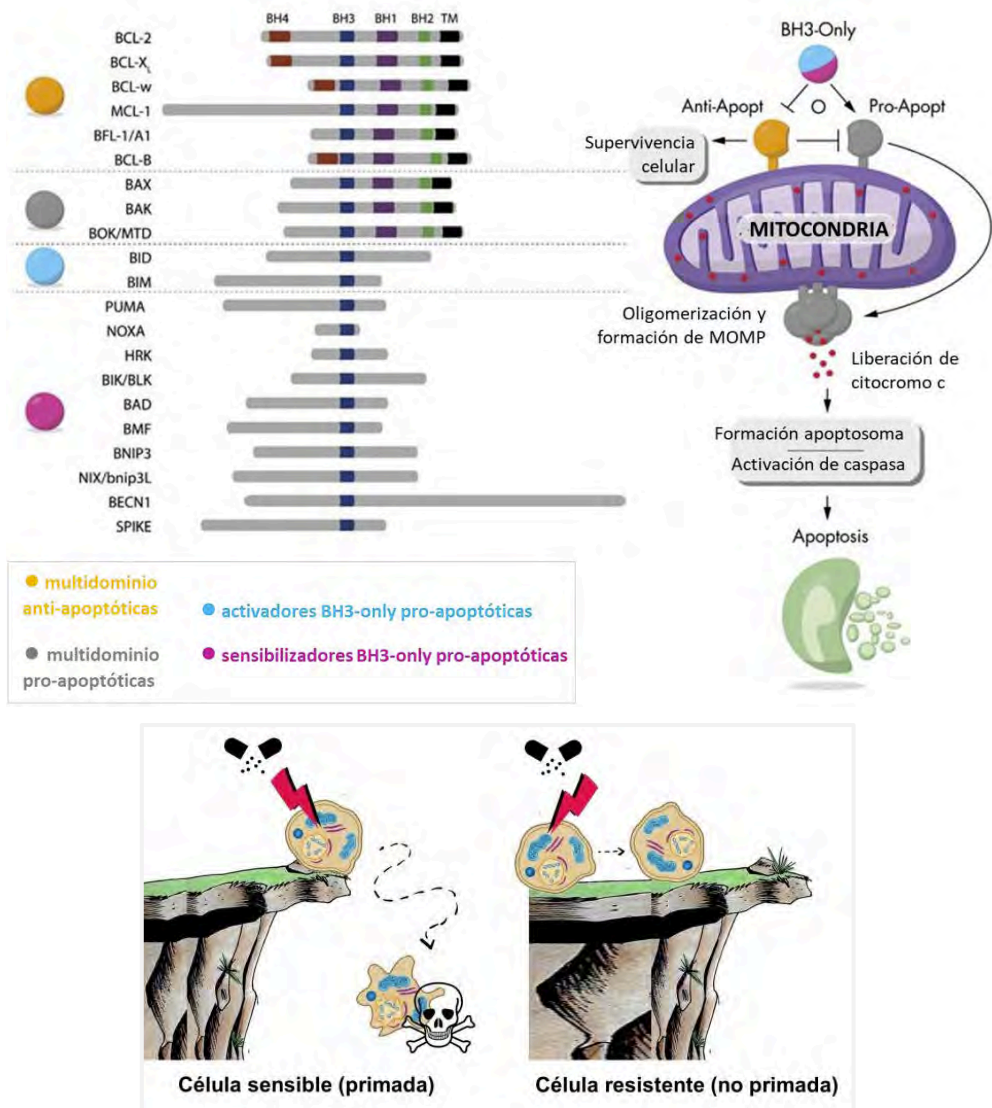 BH4 BH3 BH1 BH2 TM
BCL-2
BCL-XL
BCL-w
MCL-1
BFL-1/A1
BCL-B
BAX
BAK
BOK/MTD
BID
BIM
PUMA
NOXA
HRK
BIK/BLK
BAD
BMF
BNIP3
NIX/bnip3L
BECN1
SPIKE
BH3-Only
Anti-Apopt
O
Pro-Apopt
Supervivencia
celular
MITOCONDRIA
Oligomerización y
formación de MOMP
Liberación de
citocromo c
Formación apoptosoma
Activación de caspasa
Apoptosis
multidominio
anti-apoptóticas
activadores BH3-only pro-apoptóticas
multidominio
pro-apoptóticas
sensibilizadores BH3-only pro-apoptóticas
Célula sensible (primada)
Célula resistente (no primada)